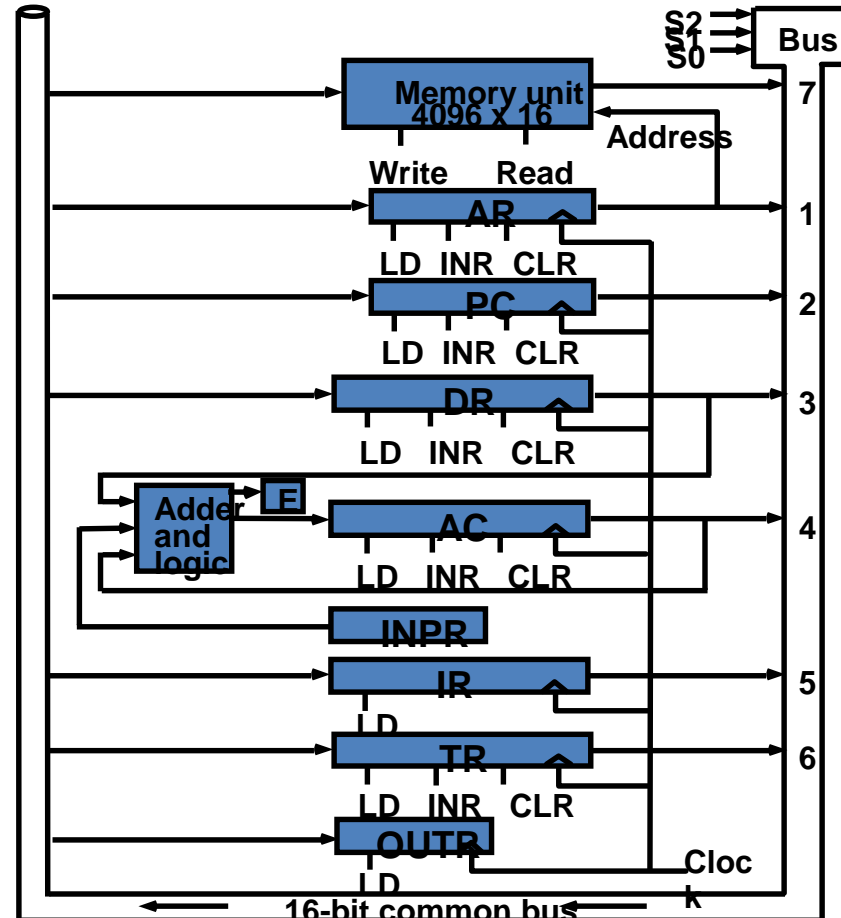 S2
S1
S0
Bus
Memory unit
4096 x 16
7
Address
Write Read
AR
1
LD INR CLR
PC
2
LD INR CLR
DR
3
LD INR CLR
E
Adder
and
logic
AC
4
LD INR CLR
INPR
IR
5
LD
TR
6
LD INR CLR
OUTR
LD
Cloc
k
16-bit common bus